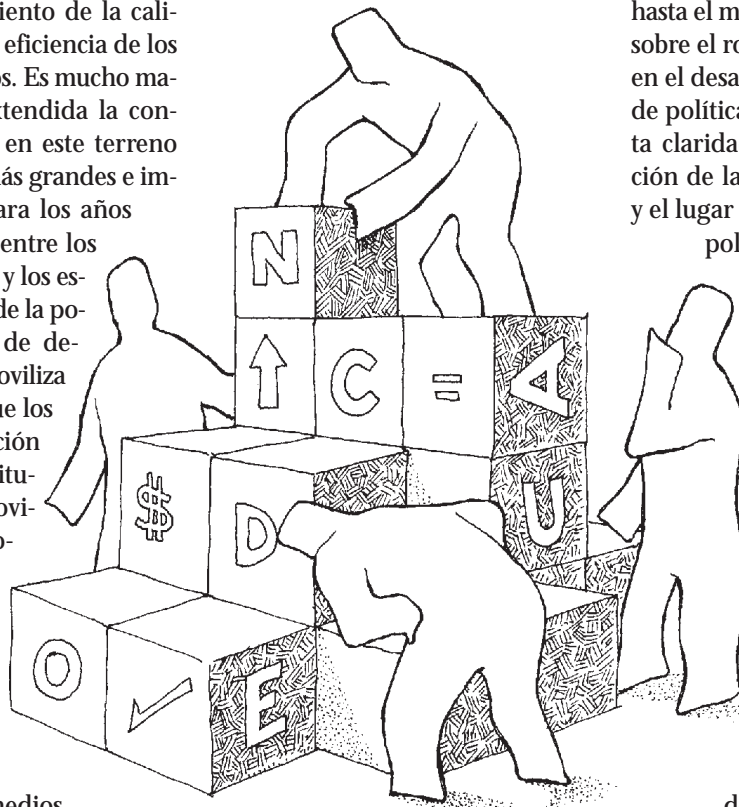 iento de la cali-
eficiencia de los
os. Es mucho ma-
xtendida la con-
en este terreno
ás grandes e im-
ara los años
entre los
y los es-
de la po-
de de-
oviliza
ue los
ción
itu-
ovi-
o-
nedios
N
↑ C = A
$ D U
O ✓ E
hasta el m
sobre el ro
en el desa
de política
ta clarida
ción de la
y el lugar
pol
d